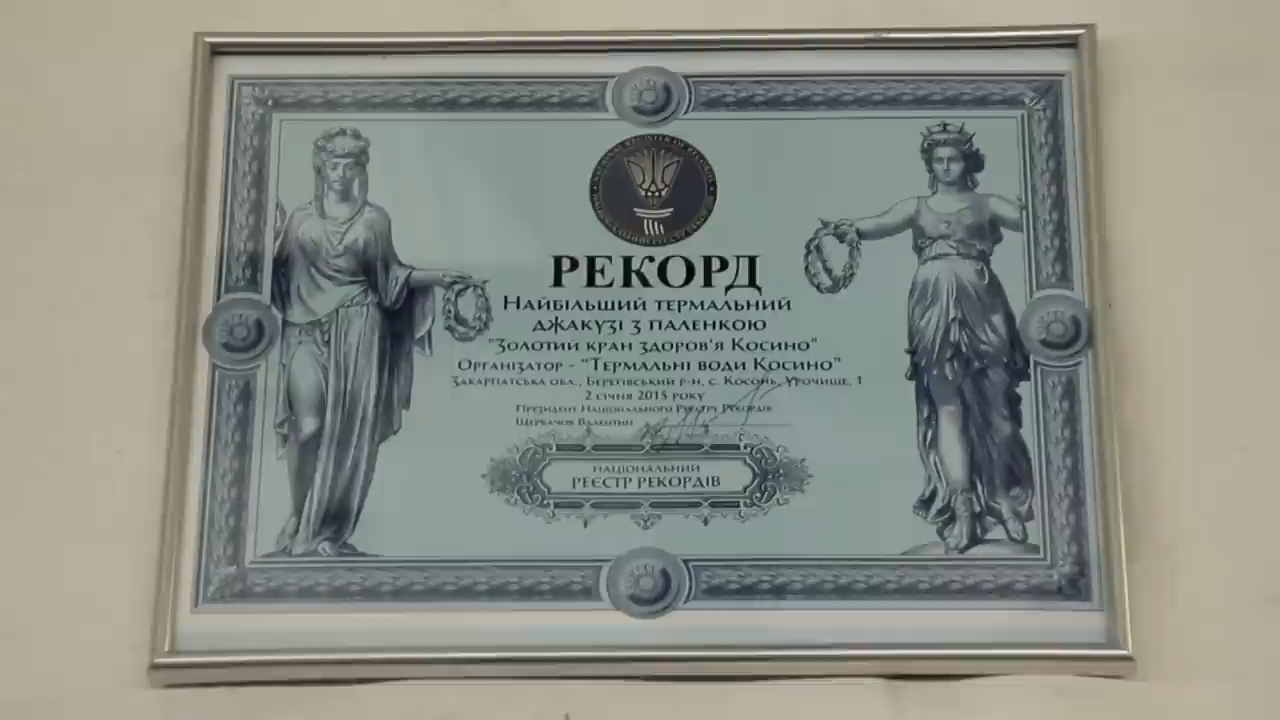 РЕКОРД
Найбільший термальний
джакузі з паленкою
"Золотий кран здоров'я Косино"
Організатор - "Термальні води Косино"
Закарпатська обл., Берегівський р-н, с. Косонь, Урочище, 1
2 січня 2015 року
Президент Національного Реєстру Рекордів
Щербачов Валентин
НАЦІОНАЛЬНИЙ
РЕЄСТР РЕКОРДІВ